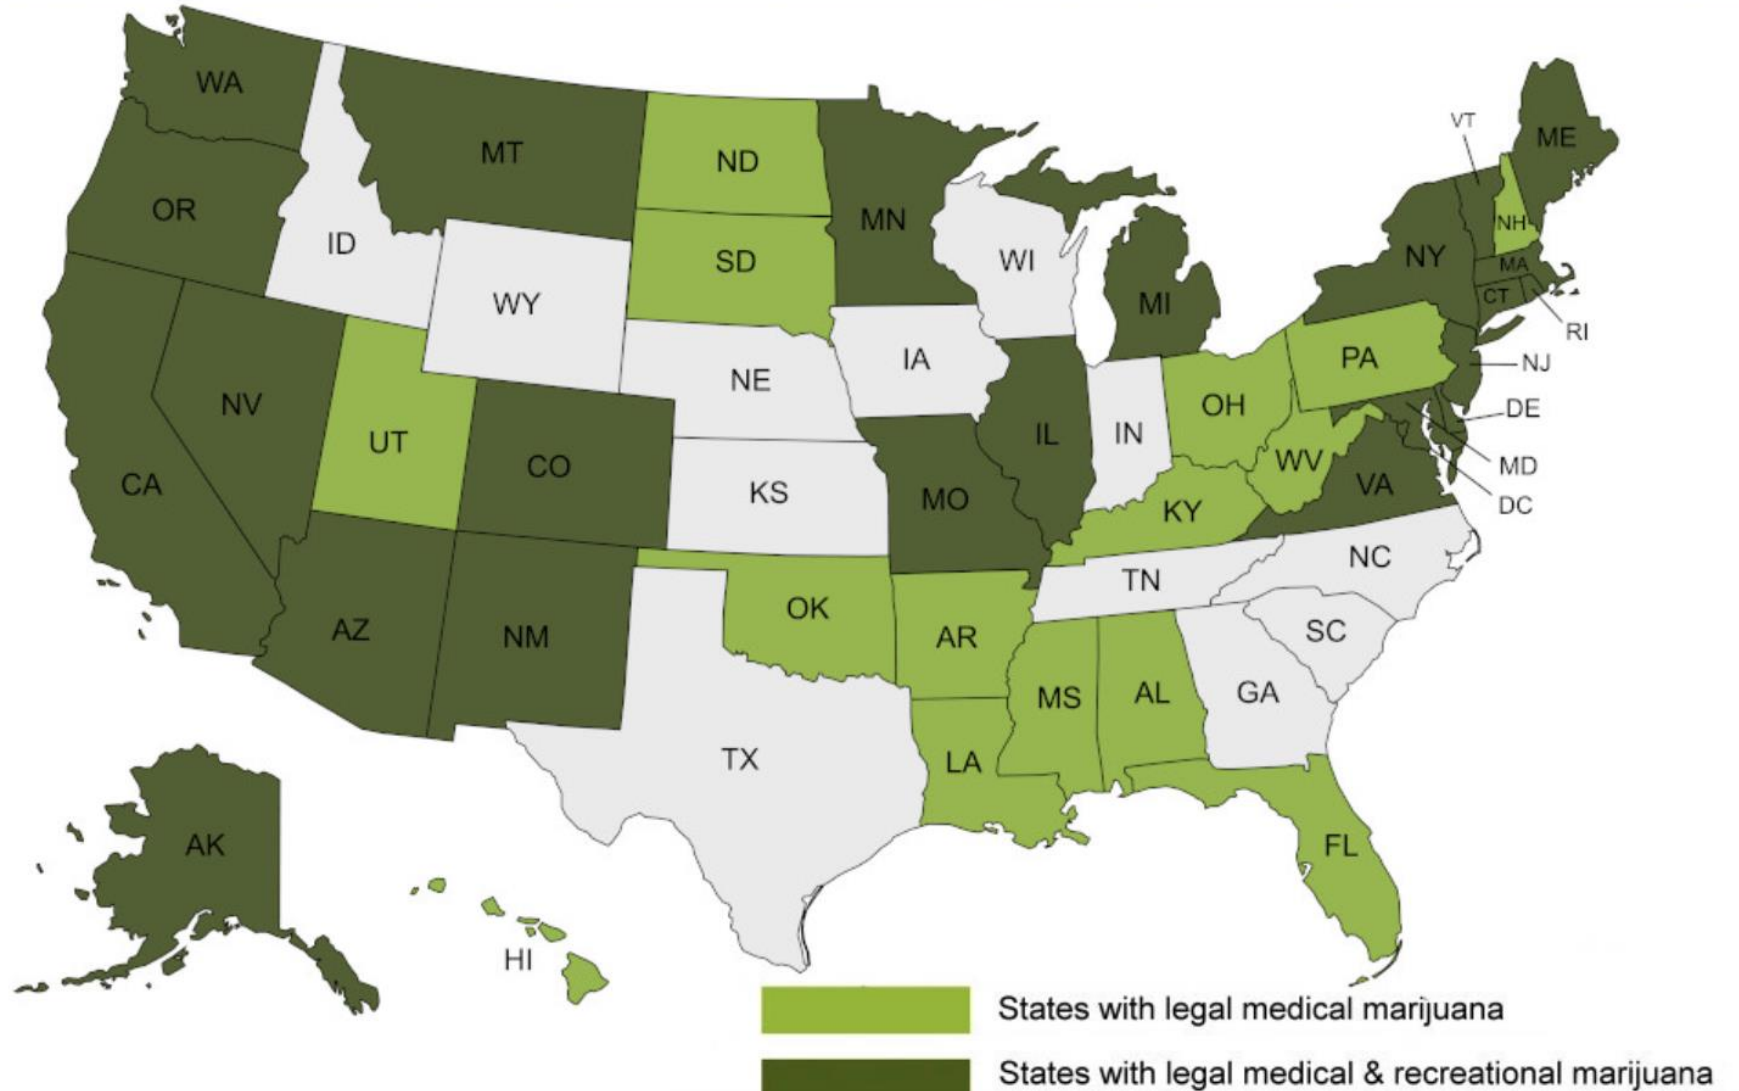 WA
VT
ME
MT
ND
OR
MN
NH
ID
SD
WI
NY
MA
WY
CT
MI
RI
IA
PA
NJ
NE
NV
OH
DE
UT
IL
IN
CO
WV
MD
CA
KS
MO
VA
DC
KY
NC
TN
OK
AZ
NM
AR
SC
MS
AL
GA
TX
LA
AK
FL
HI
States with legal medical marijuana
States with legal medical & recreational marijuana